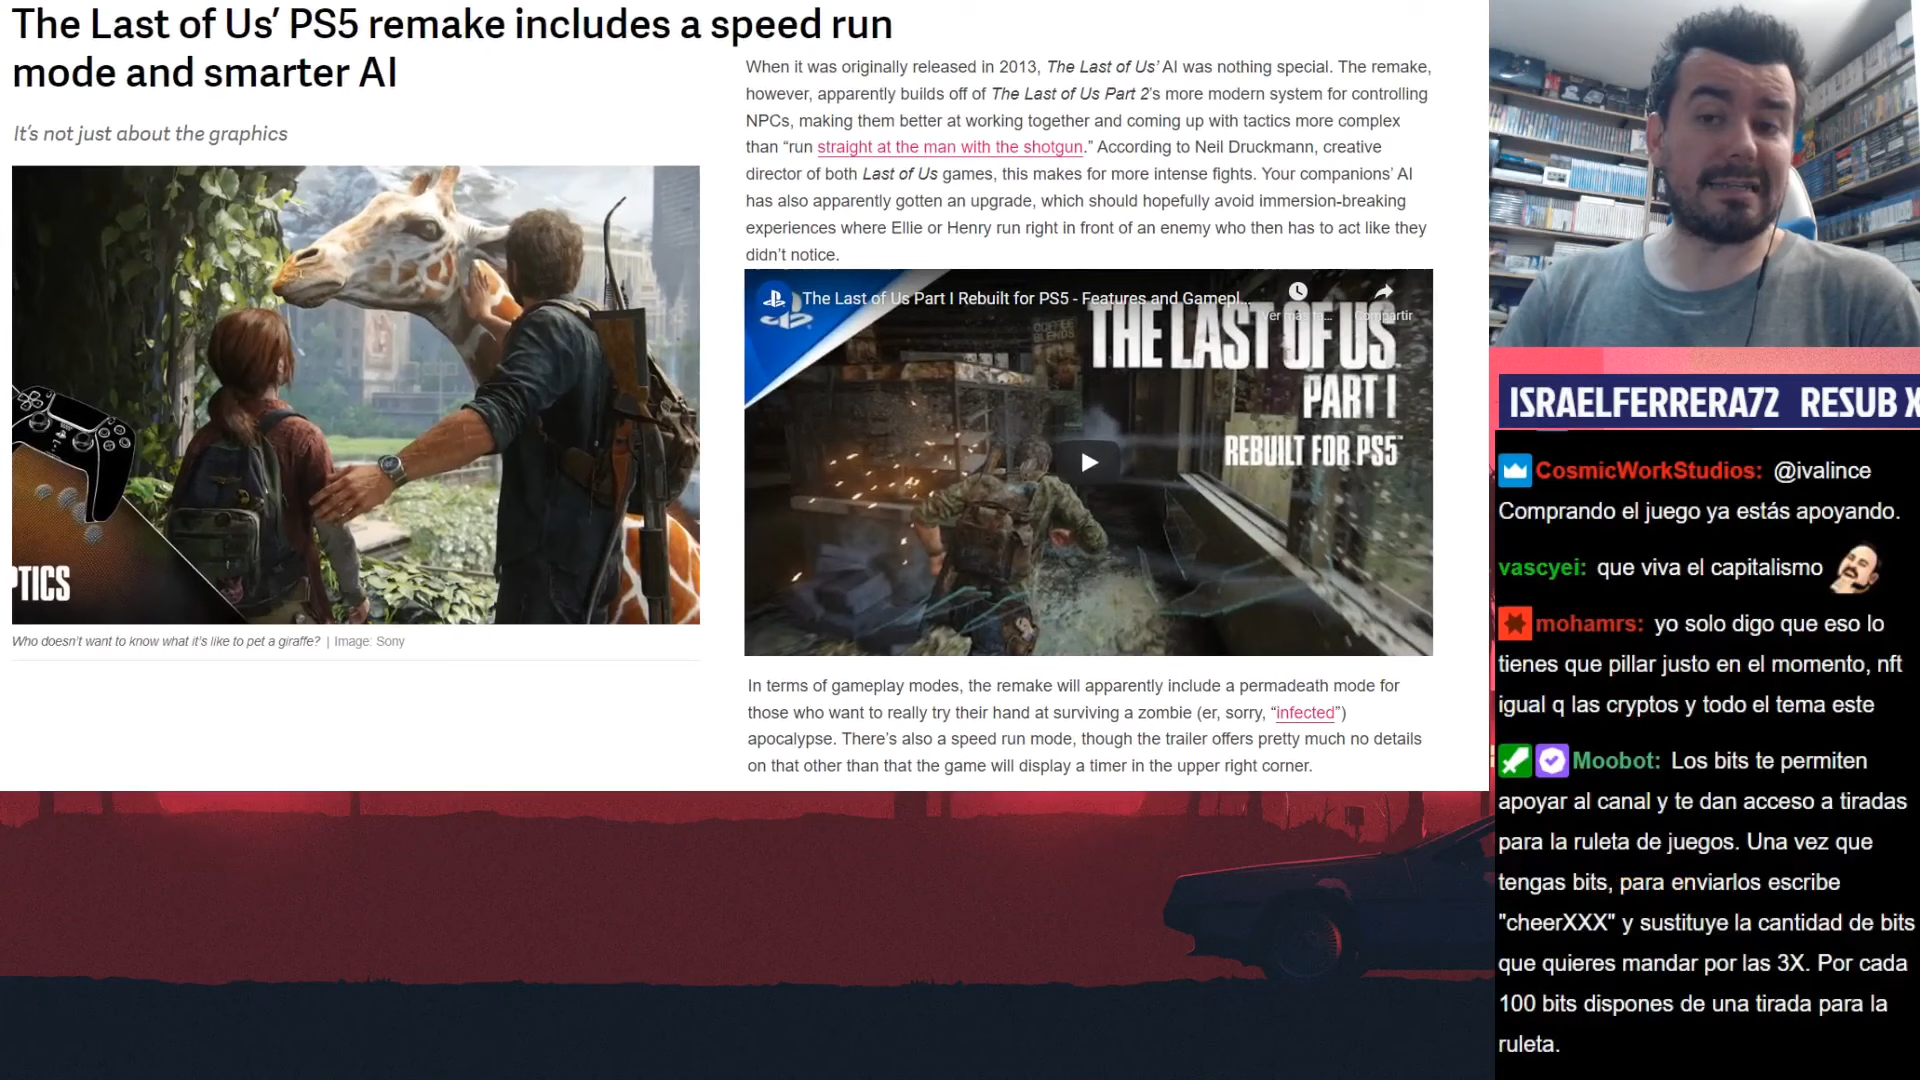 The Last of Us’ PS5 remake includes a speed run
mode and smarter AI
It’s not just about the graphics
PTICS
Who doesn’t want to know what it’s like to pet a giraffe? | Image: Sony
When it was originally released in 2013, The Last of Us’ AI was nothing special. The remake,
however, apparently builds off of The Last of Us Part 2’s more modern system for controlling
NPCs, making them better at working together and coming up with tactics more complex
than “run straight at the man with the shotgun.” According to Neil Druckmann, creative
director of both Last of Us games, this makes for more intense fights. Your companions’ AI
has also apparently gotten an upgrade, which should hopefully avoid immersion-breaking
experiences where Ellie or Henry run right in front of an enemy who then has to act like they
didn’t notice.
The Last of Us Part I Rebuilt for PS5 - Features and Gamepl...
Ver más ta...
Compartir
COFFEE
BLENDS
THE LAST OF US
PART I
REBUILT FOR PS5
In terms of gameplay modes, the remake will apparently include a permadeath mode for
those who want to really try their hand at surviving a zombie (er, sorry, “infected”)
apocalypse. There’s also a speed run mode, though the trailer offers pretty much no details
on that other than that the game will display a timer in the upper right corner.
ISRAELFERRERA72 RESUB X
CosmicWorkStudios: @ivalince
Comprando el juego ya estás apoyando.
vascyei: que viva el capitalismo
mohamrs: yo solo digo que eso lo
tienes que pillar justo en el momento, nft
igual q las cryptos y todo el tema este
Moobot: Los bits te permiten
apoyar al canal y te dan acceso a tiradas
para la ruleta de juegos. Una vez que
tengas bits, para enviarlos escribe
"cheerXXX" y sustituye la cantidad de bits
que quieres mandar por las 3X. Por cada
100 bits dispones de una tirada para la
ruleta.